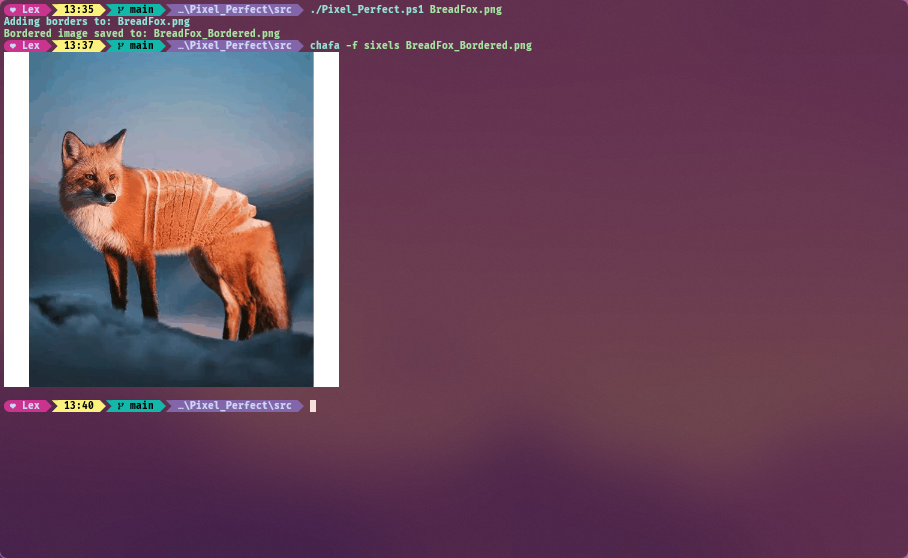 Lex 13:35 main …\Pixel_Perfect\src ./Pixel_Perfect.ps1 BreadFox.png
Adding borders to: BreadFox.png
Bordered image saved to: BreadFox_Bordered.png
Lex 13:37 main …\Pixel_Perfect\src chafa -f sixels BreadFox_Bordered.png
Lex 13:40 main …\Pixel_Perfect\src